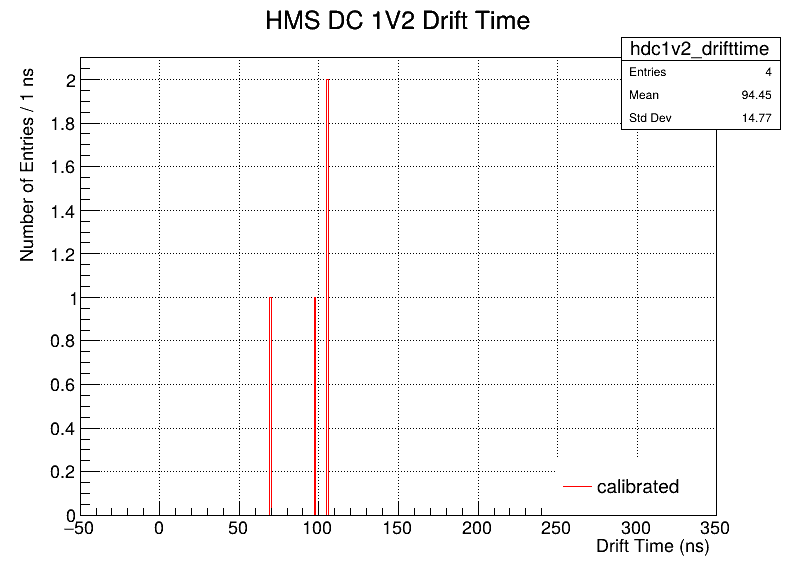 HMS DC 1V2 Drift Time
hdc1v2_drifttime
Entries 4
Mean 94.45
Std Dev 14.77
Number of Entries / 1 ns
2
1.8
1.6
1.4
1.2
1
0.8
0.6
0.4
0.2
0
calibrated
−50 0 50 100 150 200 250 300 350
Drift Time (ns)